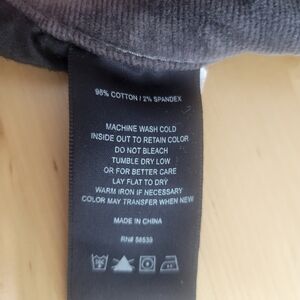 98% COTTON / 2% SPANDEX
MACHINE WASH COLD
INSIDE OUT TO RETAIN COLOR
DO NOT BLEACH
TUMBLE DRY LOW
OR FOR BETTER CARE
LAY FLAT TO DRY
WARM IRON IF NECESSARY
COLOR MAY TRANSFER WHEN NEW
MADE IN CHINA
RN# 56539